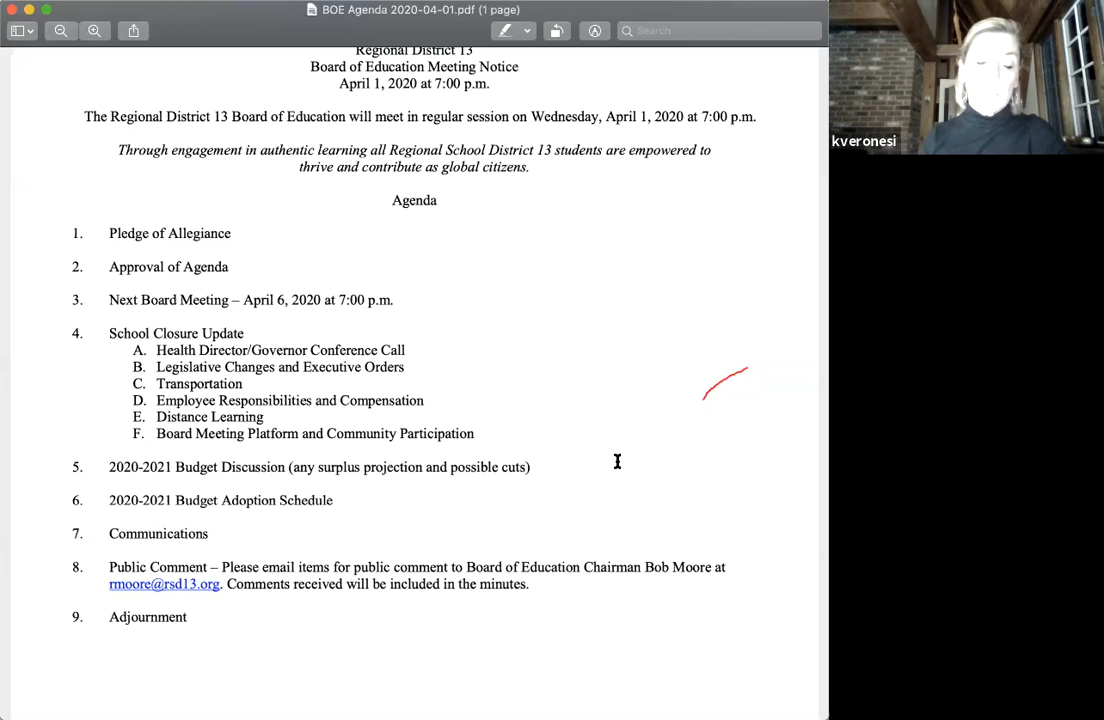 BOE Agenda 2020-04-01.pdf (1 page)
Search
Regional District 13
Board of Education Meeting Notice
April 1, 2020 at 7:00 p.m.
The Regional District 13 Board of Education will meet in regular session on Wednesday, April 1, 2020 at 7:00 p.m.
Through engagement in authentic learning all Regional School District 13 students are empowered to
thrive and contribute as global citizens.
Agenda
1. Pledge of Allegiance
2. Approval of Agenda
3. Next Board Meeting – April 6, 2020 at 7:00 p.m.
4. School Closure Update
A. Health Director/Governor Conference Call
B. Legislative Changes and Executive Orders
C. Transportation
D. Employee Responsibilities and Compensation
E. Distance Learning
F. Board Meeting Platform and Community Participation
5. 2020-2021 Budget Discussion (any surplus projection and possible cuts)
6. 2020-2021 Budget Adoption Schedule
7. Communications
8. Public Comment – Please email items for public comment to Board of Education Chairman Bob Moore at
rmoore@rsd13.org. Comments received will be included in the minutes.
9. Adjournment
kveronesi